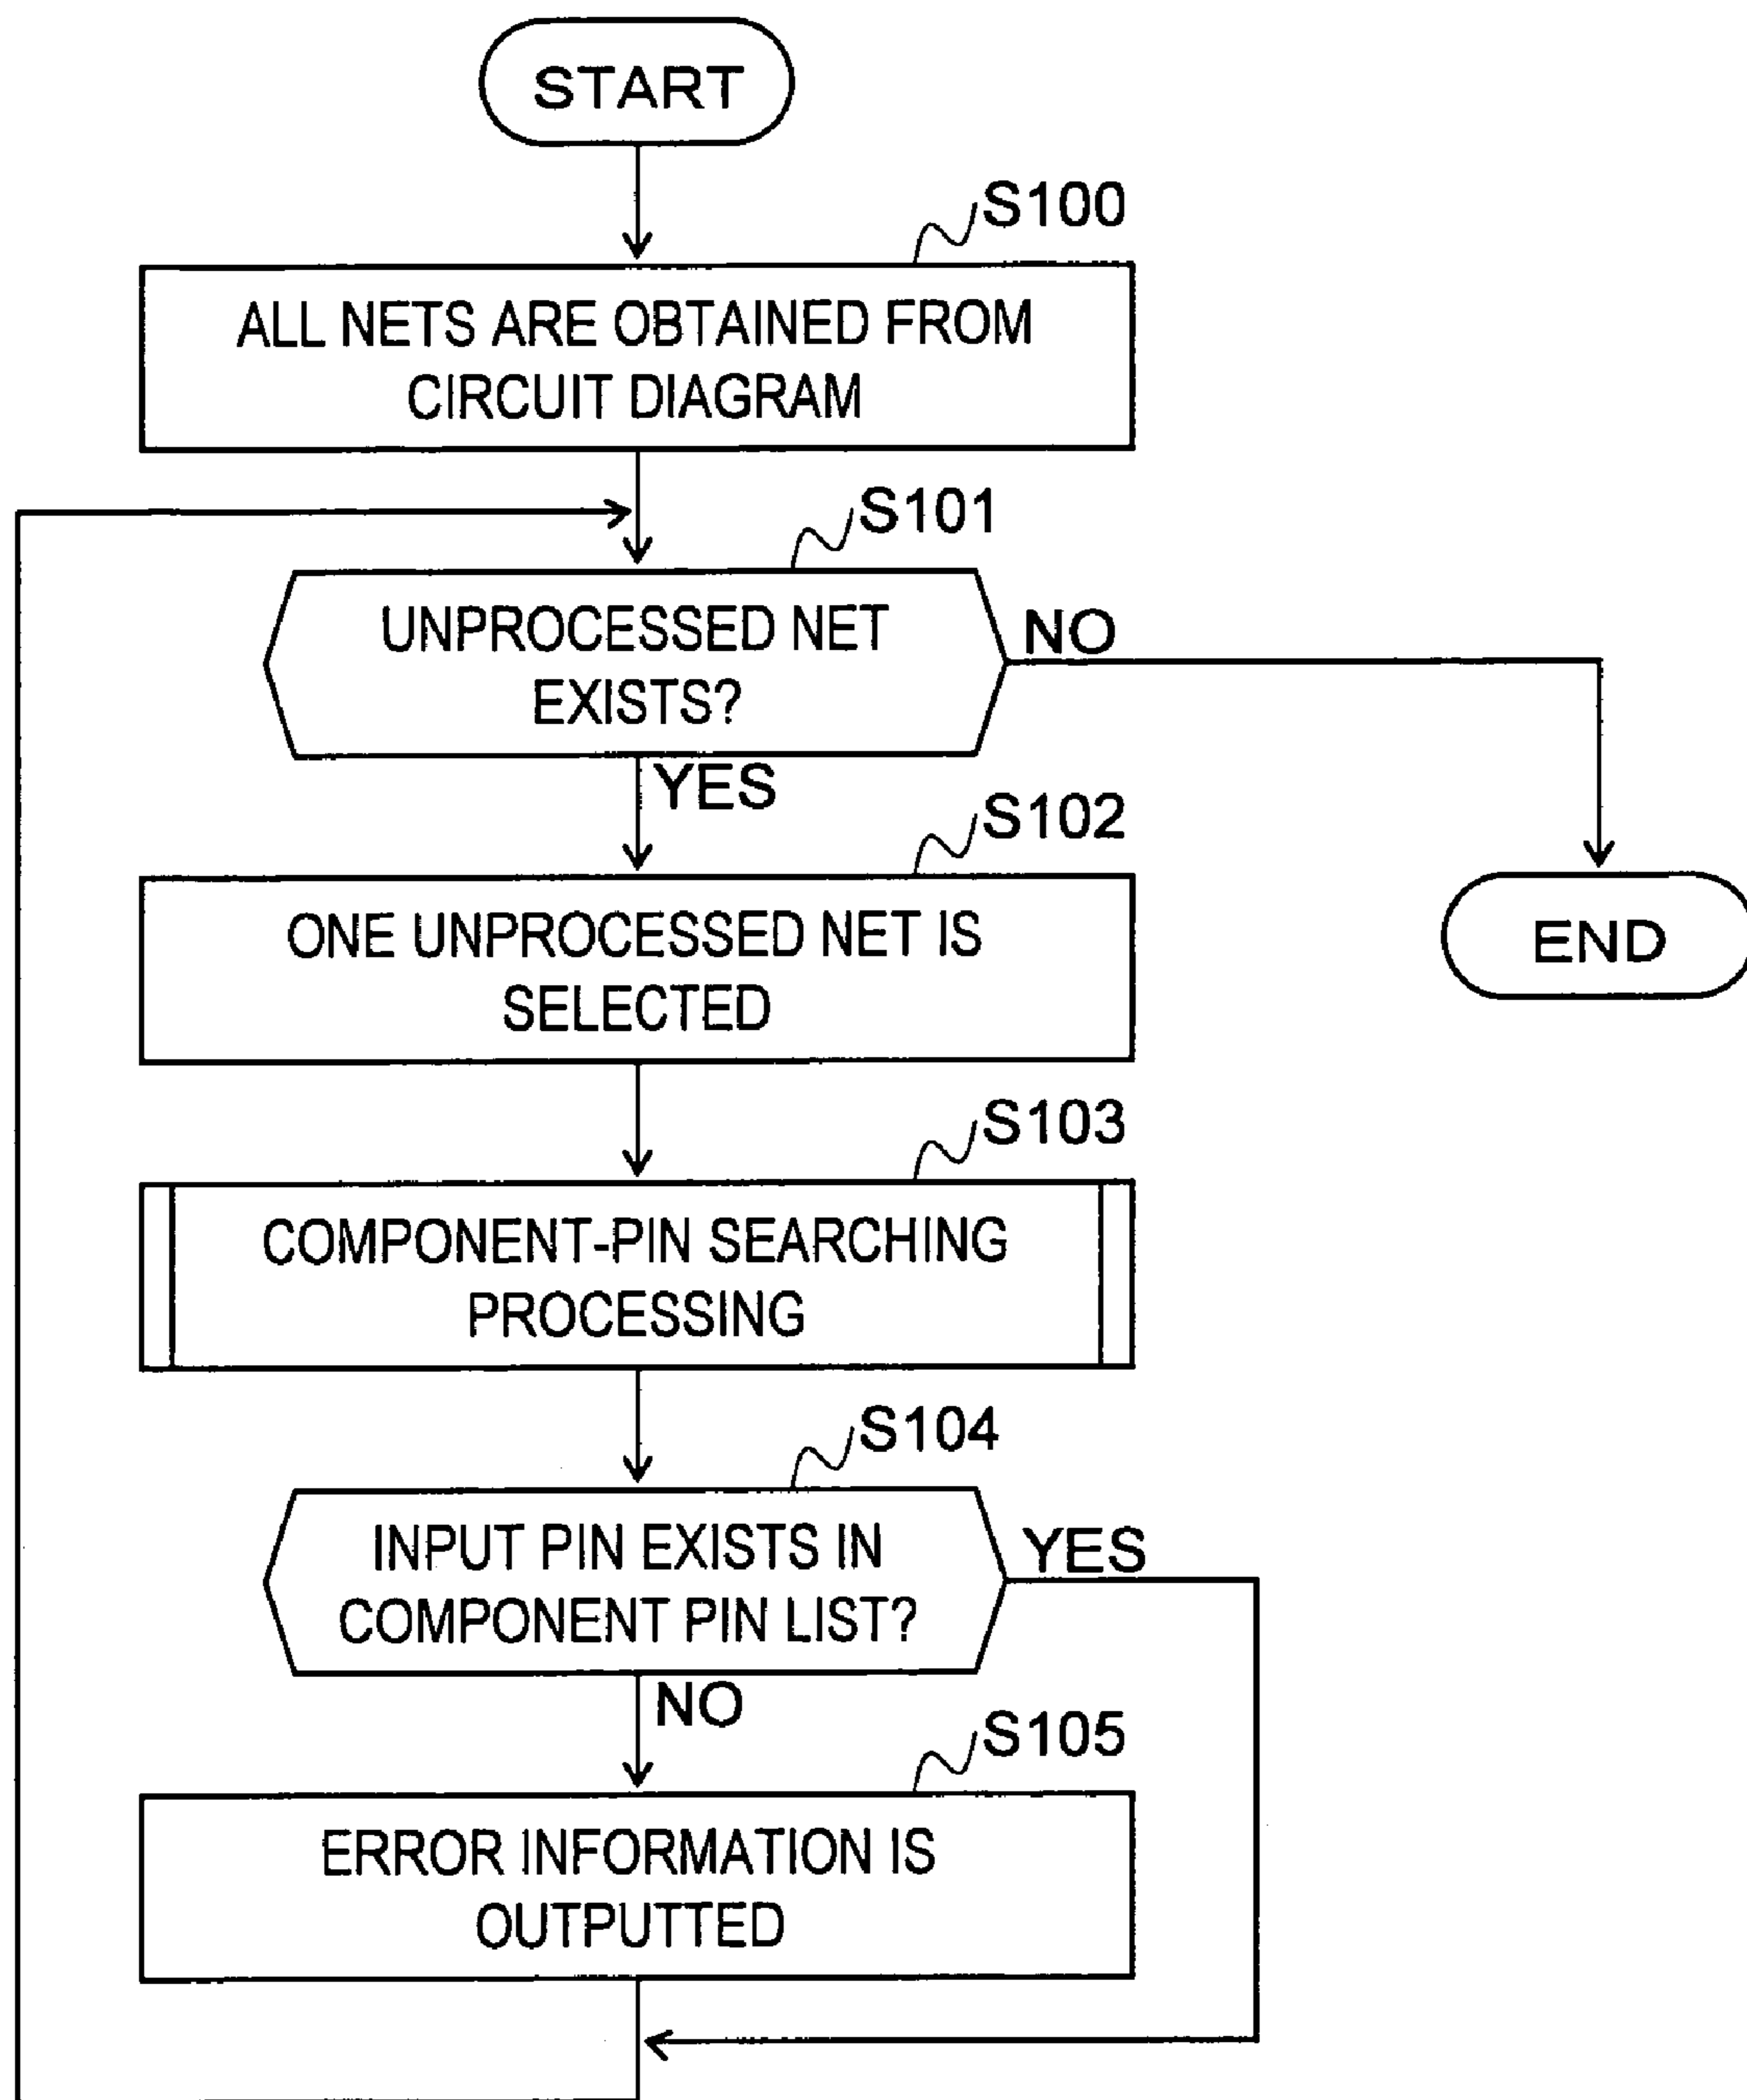 START
S100
ALL NETS ARE OBTAINED FROM
CIRCUIT DIAGRAM
S101
UNPROCESSED NET
EXISTS?
NO
YES
S102
ONE UNPROCESSED NET IS
SELECTED
END
S103
COMPONENT-PIN SEARCHING
PROCESSING
S104
INPUT PIN EXISTS IN
COMPONENT PIN LIST?
YES
NO
S105
ERROR INFORMATION IS
OUTPUTTED